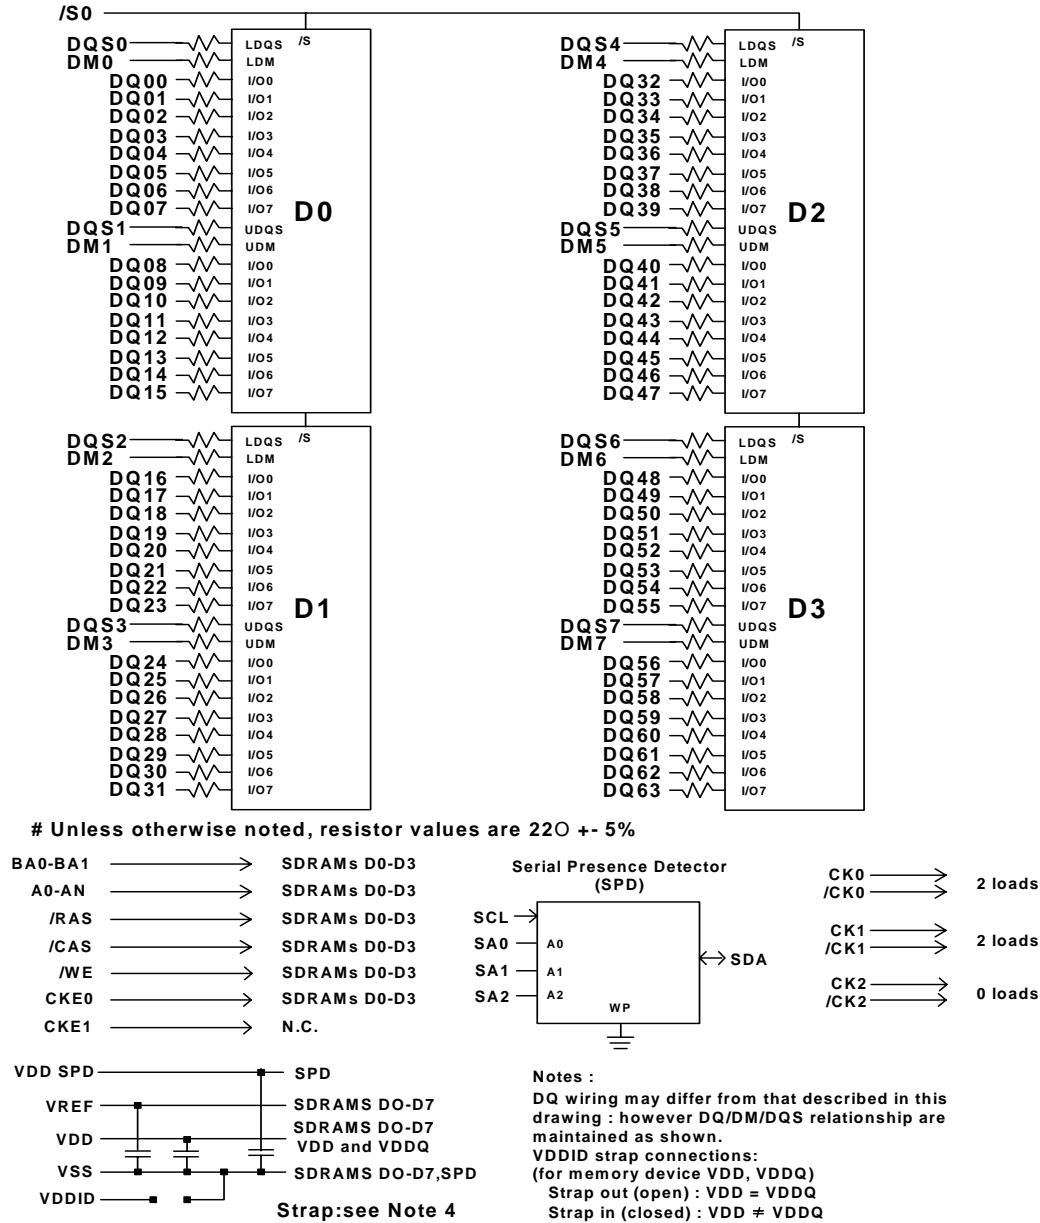 /S0
DQS0 LDQS /S
DM0 LDM
DQ00 I/O0
DQ01 I/O1
DQ02 I/O2
DQ03 I/O3
DQ04 I/O4
DQ05 I/O5
DQ06 I/O6
DQ07 I/O7
D0
DQS1 UDQS
DM1 UDM
DQ08 I/O0
DQ09 I/O1
DQ10 I/O2
DQ11 I/O3
DQ12 I/O4
DQ13 I/O5
DQ14 I/O6
DQ15 I/O7
DQS4 LDQS /S
DM4 LDM
DQ32 I/O0
DQ33 I/O1
DQ34 I/O2
DQ35 I/O3
DQ36 I/O4
DQ37 I/O5
DQ38 I/O6
DQ39 I/O7
D2
DQS5 UDQS
DM5 UDM
DQ40 I/O0
DQ41 I/O1
DQ42 I/O2
DQ43 I/O3
DQ44 I/O4
DQ45 I/O5
DQ46 I/O6
DQ47 I/O7
DQS2 LDQS /S
DM2 LDM
DQ16 I/O0
DQ17 I/O1
DQ18 I/O2
DQ19 I/O3
DQ20 I/O4
DQ21 I/O5
DQ22 I/O6
DQ23 I/O7
D1
DQS3 UDQS
DM3 UDM
DQ24 I/O0
DQ25 I/O1
DQ26 I/O2
DQ27 I/O3
DQ28 I/O4
DQ29 I/O5
DQ30 I/O6
DQ31 I/O7
DQS6 LDQS /S
DM6 LDM
DQ48 I/O0
DQ49 I/O1
DQ50 I/O2
DQ51 I/O3
DQ52 I/O4
DQ53 I/O5
DQ54 I/O6
DQ55 I/O7
D3
DQS7 UDQS
DM7 UDM
DQ56 I/O0
DQ57 I/O1
DQ58 I/O2
DQ59 I/O3
DQ60 I/O4
DQ61 I/O5
DQ62 I/O6
DQ63 I/O7
# Unless otherwise noted, resistor values are 22O +- 5%
BA0-BA1 SDRAMs D0-D3
A0-AN SDRAMs D0-D3
/RAS SDRAMs D0-D3
/CAS SDRAMs D0-D3
/WE SDRAMs D0-D3
CKE0 SDRAMs D0-D3
CKE1 N.C.
Serial Presence Detector
(SPD)
SCL
SA0 A0
SA1 A1
SA2 A2
WP
SDA
CK0
/CK0
2 loads
CK1
/CK1
2 loads
CK2
/CK2
0 loads
VDD SPD SPD
VREF SDRAMS DO-D7
VDD SDRAMS DO-D7
VDD and VDDQ
VSS SDRAMS DO-D7,SPD
VDDID
Strap:see Note 4
Notes :
DQ wiring may differ from that described in this
drawing : however DQ/DM/DQS relationship are
maintained as shown.
VDDID strap connections:
(for memory device VDD, VDDQ)
Strap out (open) : VDD = VDDQ
Strap in (closed) : VDD ≠ VDDQ